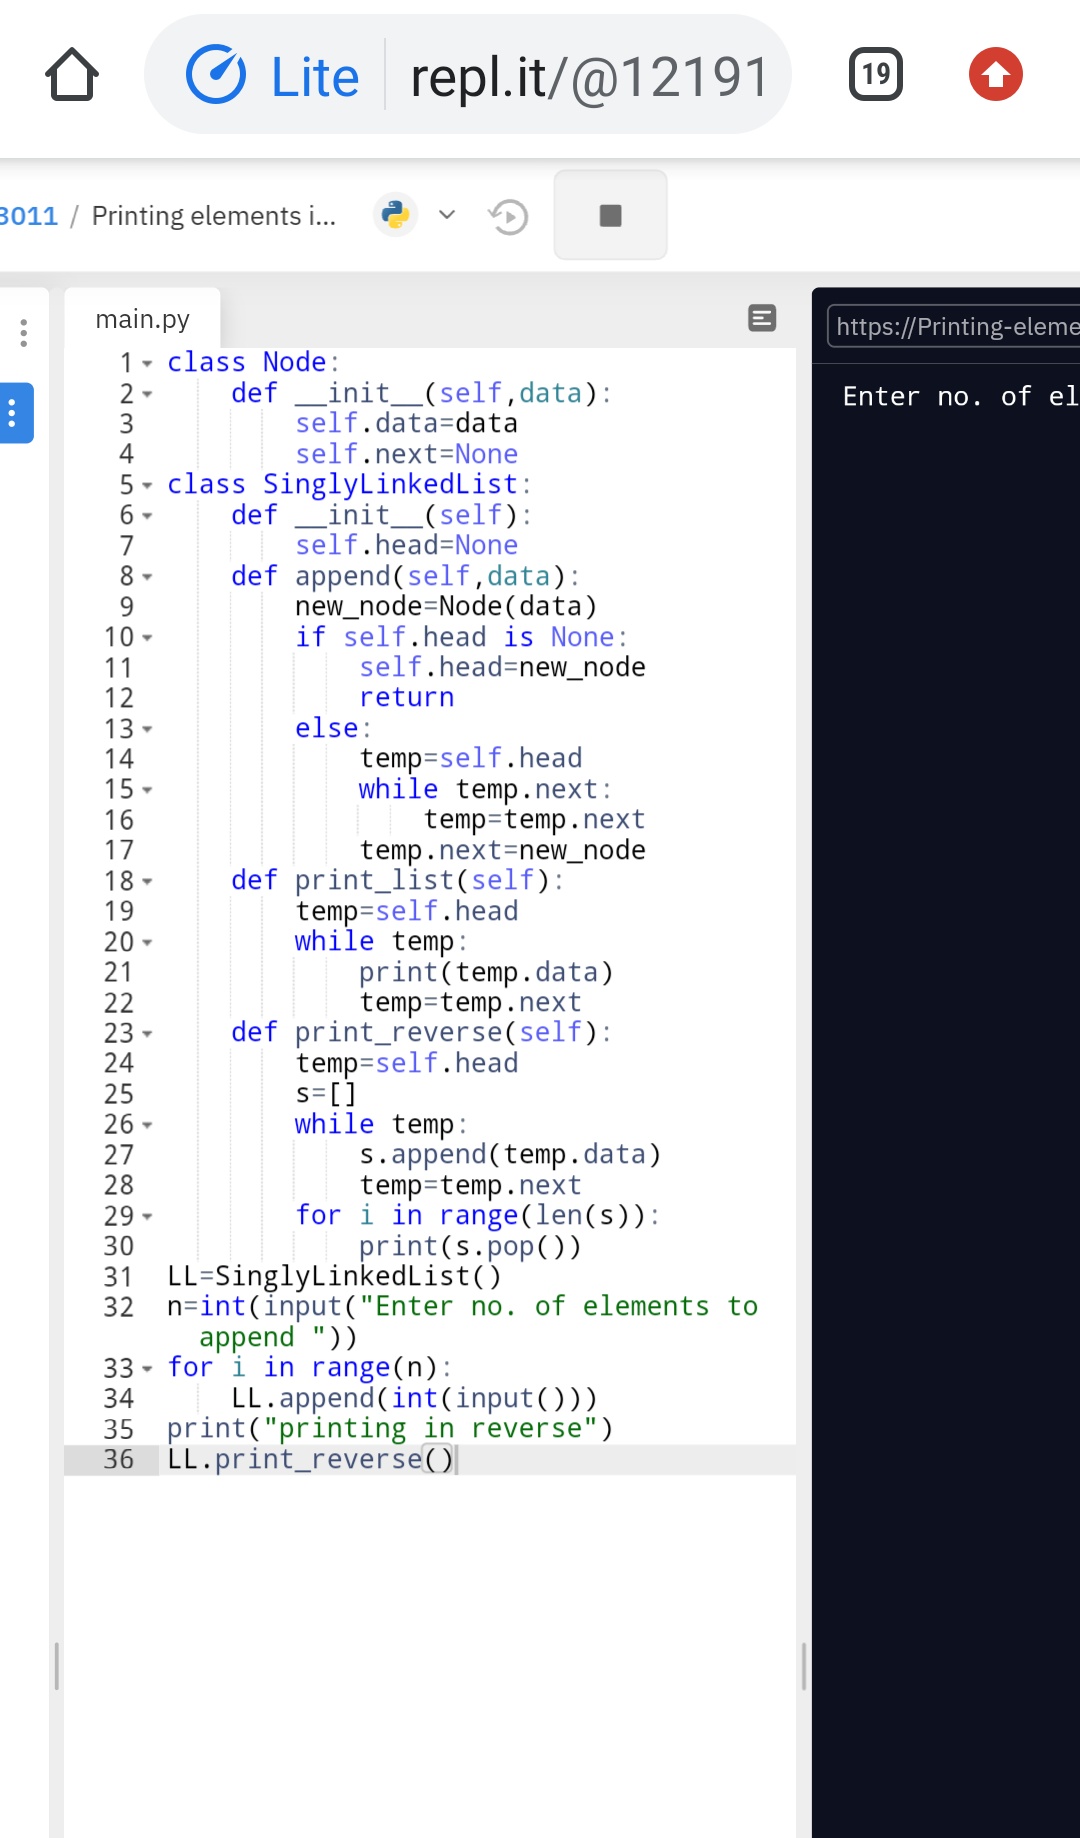 Lite repl.it/@12191 19
3011 / Printing elements i...
main.py
https://Printing-eleme
Enter no. of el
1 class Node:
2     def __init__(self,data):
3         self.data=data
4         self.next=None
5 class SinglyLinkedList:
6     def __init__(self):
7         self.head=None
8     def append(self,data):
9         new_node=Node(data)
10         if self.head is None:
11             self.head=new_node
12             return
13         else:
14             temp=self.head
15             while temp.next:
16                 temp=temp.next
17             temp.next=new_node
18     def print_list(self):
19         temp=self.head
20         while temp:
21             print(temp.data)
22             temp=temp.next
23     def print_reverse(self):
24         temp=self.head
25         s=[]
26         while temp:
27             s.append(temp.data)
28             temp=temp.next
29         for i in range(len(s)):
30             print(s.pop())
31 LL=SinglyLinkedList()
32 n=int(input("Enter no. of elements to
append "))
33 for i in range(n):
34     LL.append(int(input()))
35 print("printing in reverse")
36 LL.print_reverse()